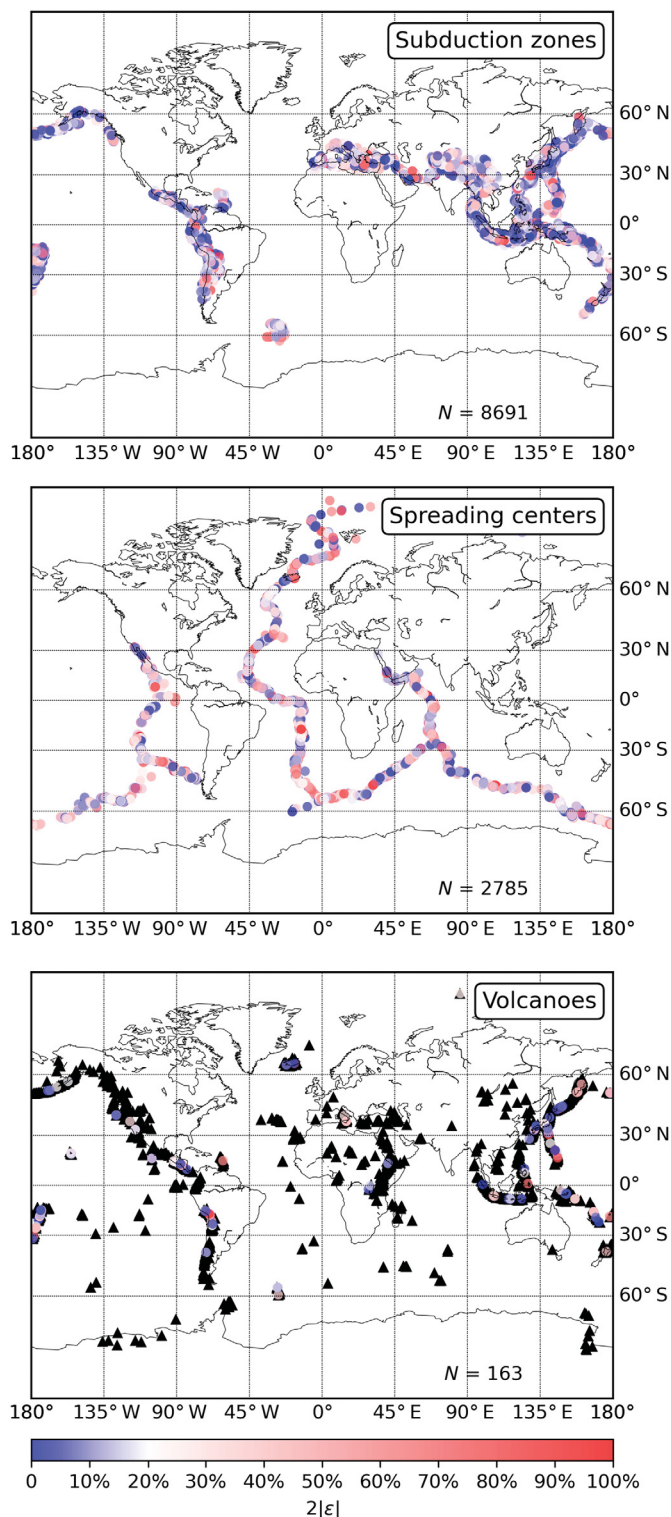 Subduction zones
60° N
30° N
0°
30° S
60° S
N = 8691
180° 135° W 90° W 45° W 0° 45° E 90° E 135° E 180°
Spreading centers
60° N
30° N
0°
30° S
60° S
N = 2785
180° 135° W 90° W 45° W 0° 45° E 90° E 135° E 180°
Volcanoes
60° N
30° N
0°
30° S
60° S
N = 163
180° 135° W 90° W 45° W 0° 45° E 90° E 135° E 180°
0 10% 20% 30% 40% 50% 60% 70% 80% 90% 100%
2|ε|